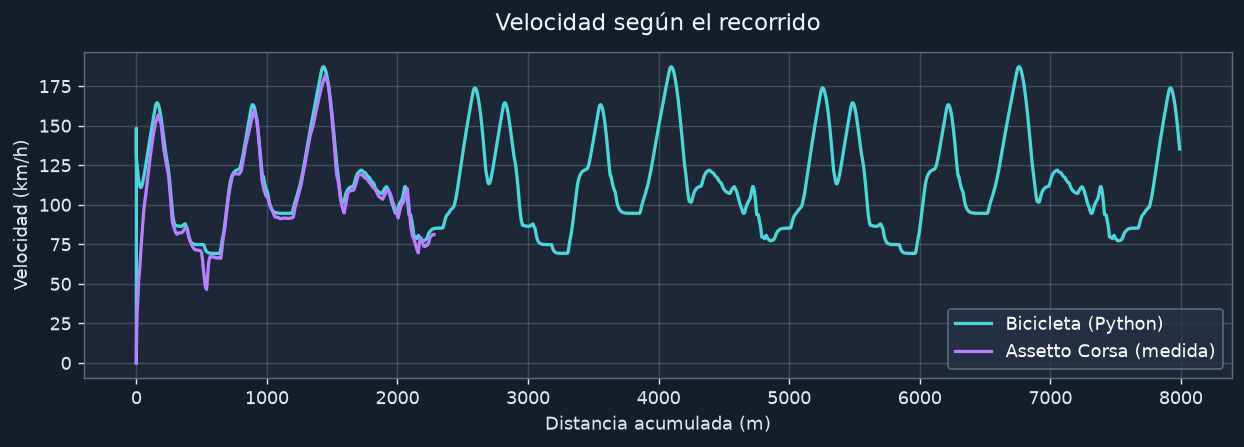 Velocidad según el recorrido
Velocidad (km/h)
175
150
125
100
75
50
25
0
Bicicleta (Python)
Assetto Corsa (medida)
0 1000 2000 3000 4000 5000 6000 7000 8000
Distancia acumulada (m)